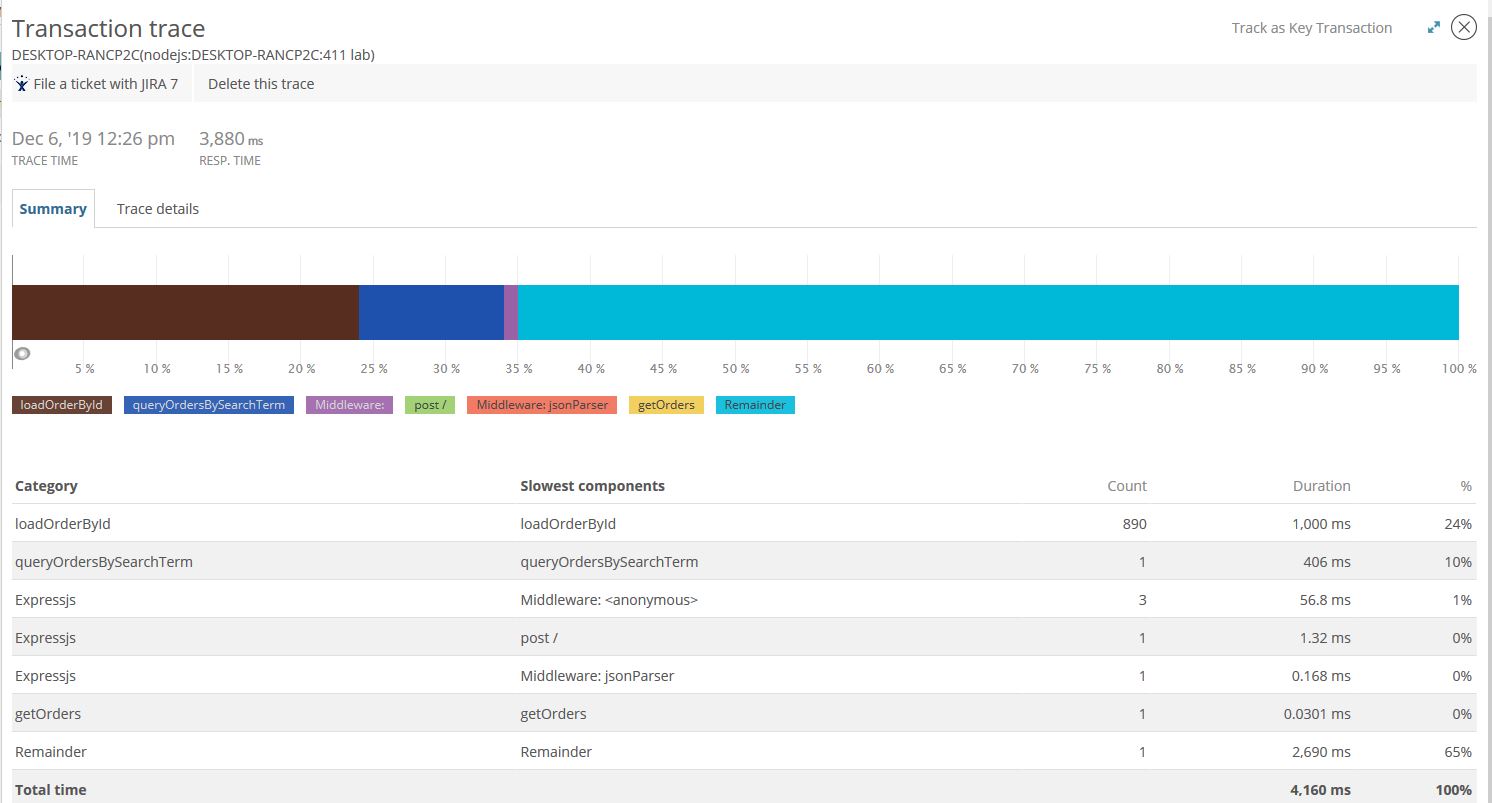 Transaction trace
Track as Key Transaction
DESKTOP-RANCP2C(nodejs:DESKTOP-RANCP2C:411 lab)
File a ticket with JIRA 7 Delete this trace
Dec 6, '19 12:26 pm 3,880 ms
TRACE TIME RESP. TIME
Summary Trace details
5 % 10 % 15 % 20 % 25 % 30 % 35 % 40 % 45 % 50 % 55 % 60 % 65 % 70 % 75 % 80 % 85 % 90 % 95 % 100 %
loadOrderById queryOrdersBySearchTerm Middleware: post / Middleware: jsonParser getOrders Remainder
Category Slowest components Count Duration %
loadOrderById loadOrderById 890 1,000 ms 24%
queryOrdersBySearchTerm queryOrdersBySearchTerm 1 406 ms 10%
Expressjs Middleware: <anonymous> 3 56.8 ms 1%
Expressjs post / 1 1.32 ms 0%
Expressjs Middleware: jsonParser 1 0.168 ms 0%
getOrders getOrders 1 0.0301 ms 0%
Remainder Remainder 1 2,690 ms 65%
Total time 4,160 ms 100%